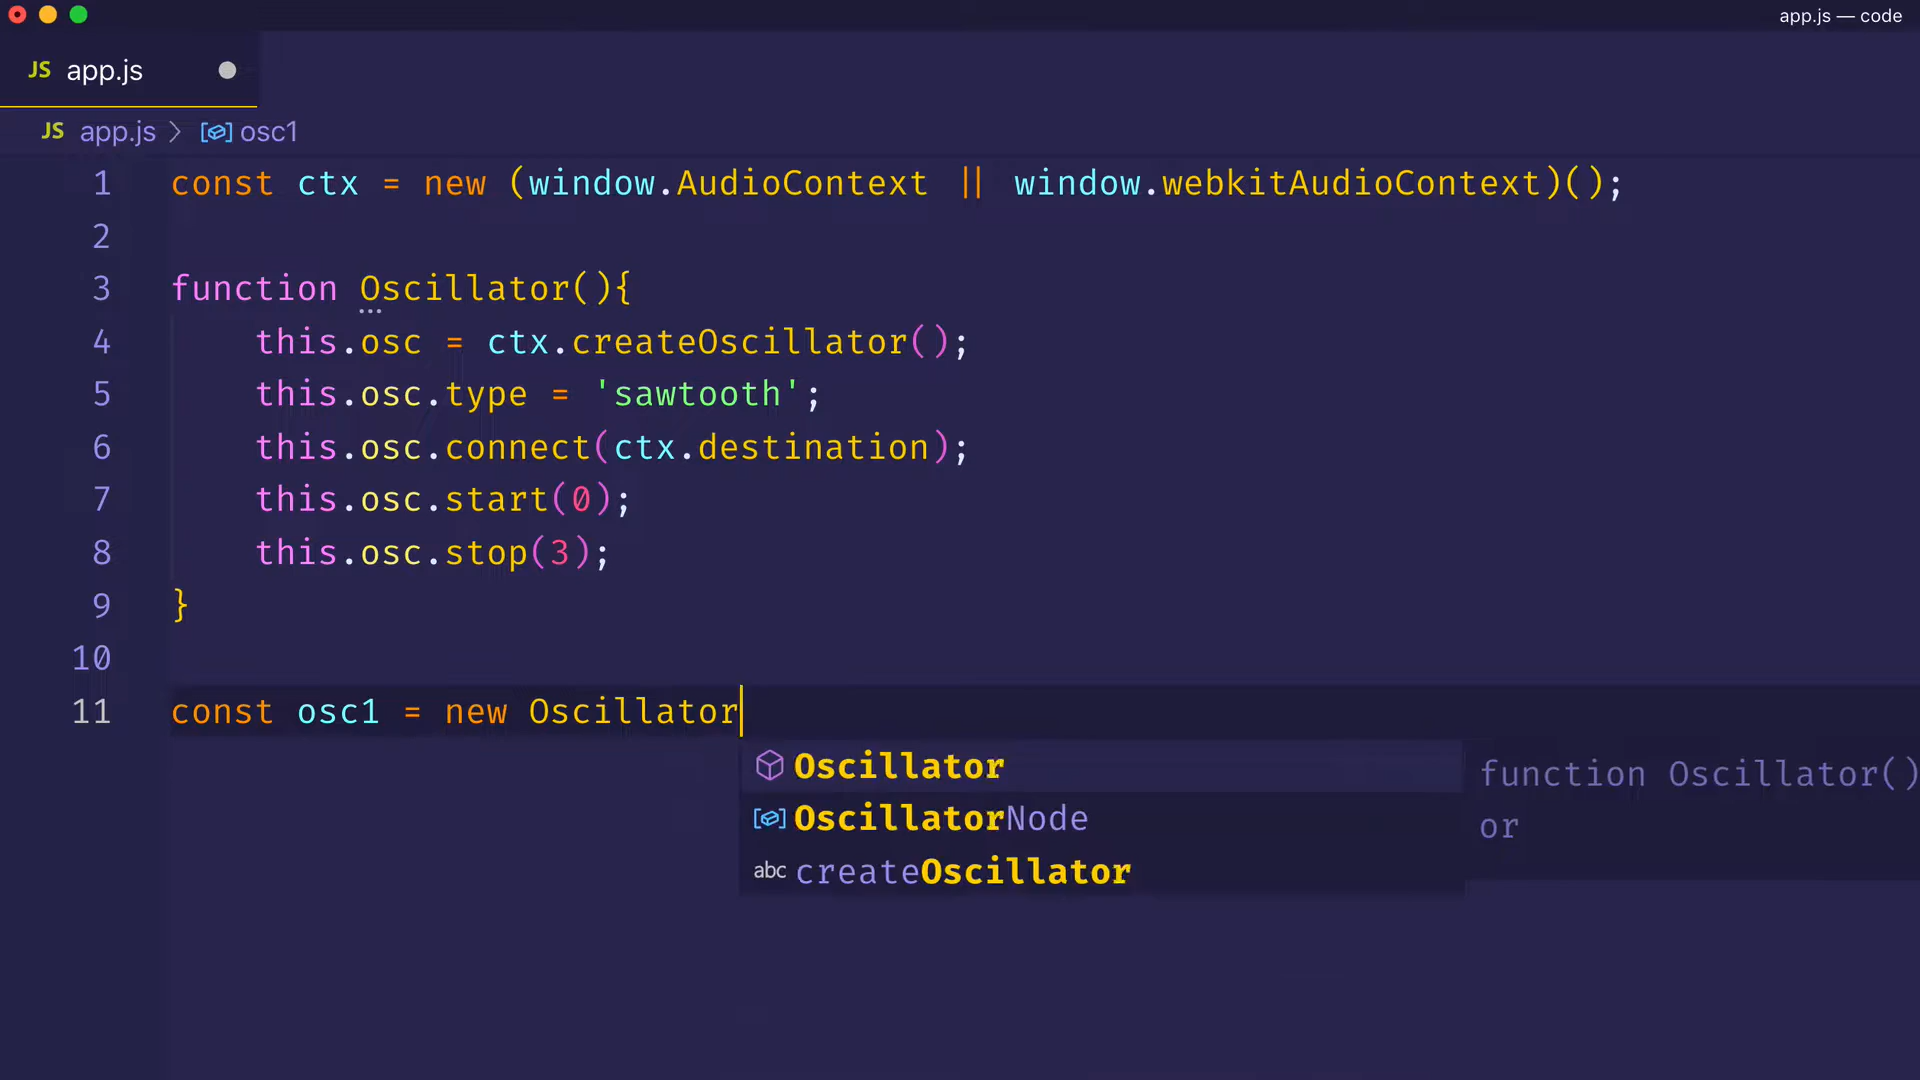 app.js — code
JS app.js
JS app.js > osc1
1 const ctx = new (window.AudioContext || window.webkitAudioContext)();
2
3 function Oscillator(){
4     this.osc = ctx.createOscillator();
5     this.osc.type = 'sawtooth';
6     this.osc.connect(ctx.destination);
7     this.osc.start(0);
8     this.osc.stop(3);
9 }
10
11 const osc1 = new Oscillator
Oscillator
OscillatorNode
abc createOscillator
function Oscillator()
or